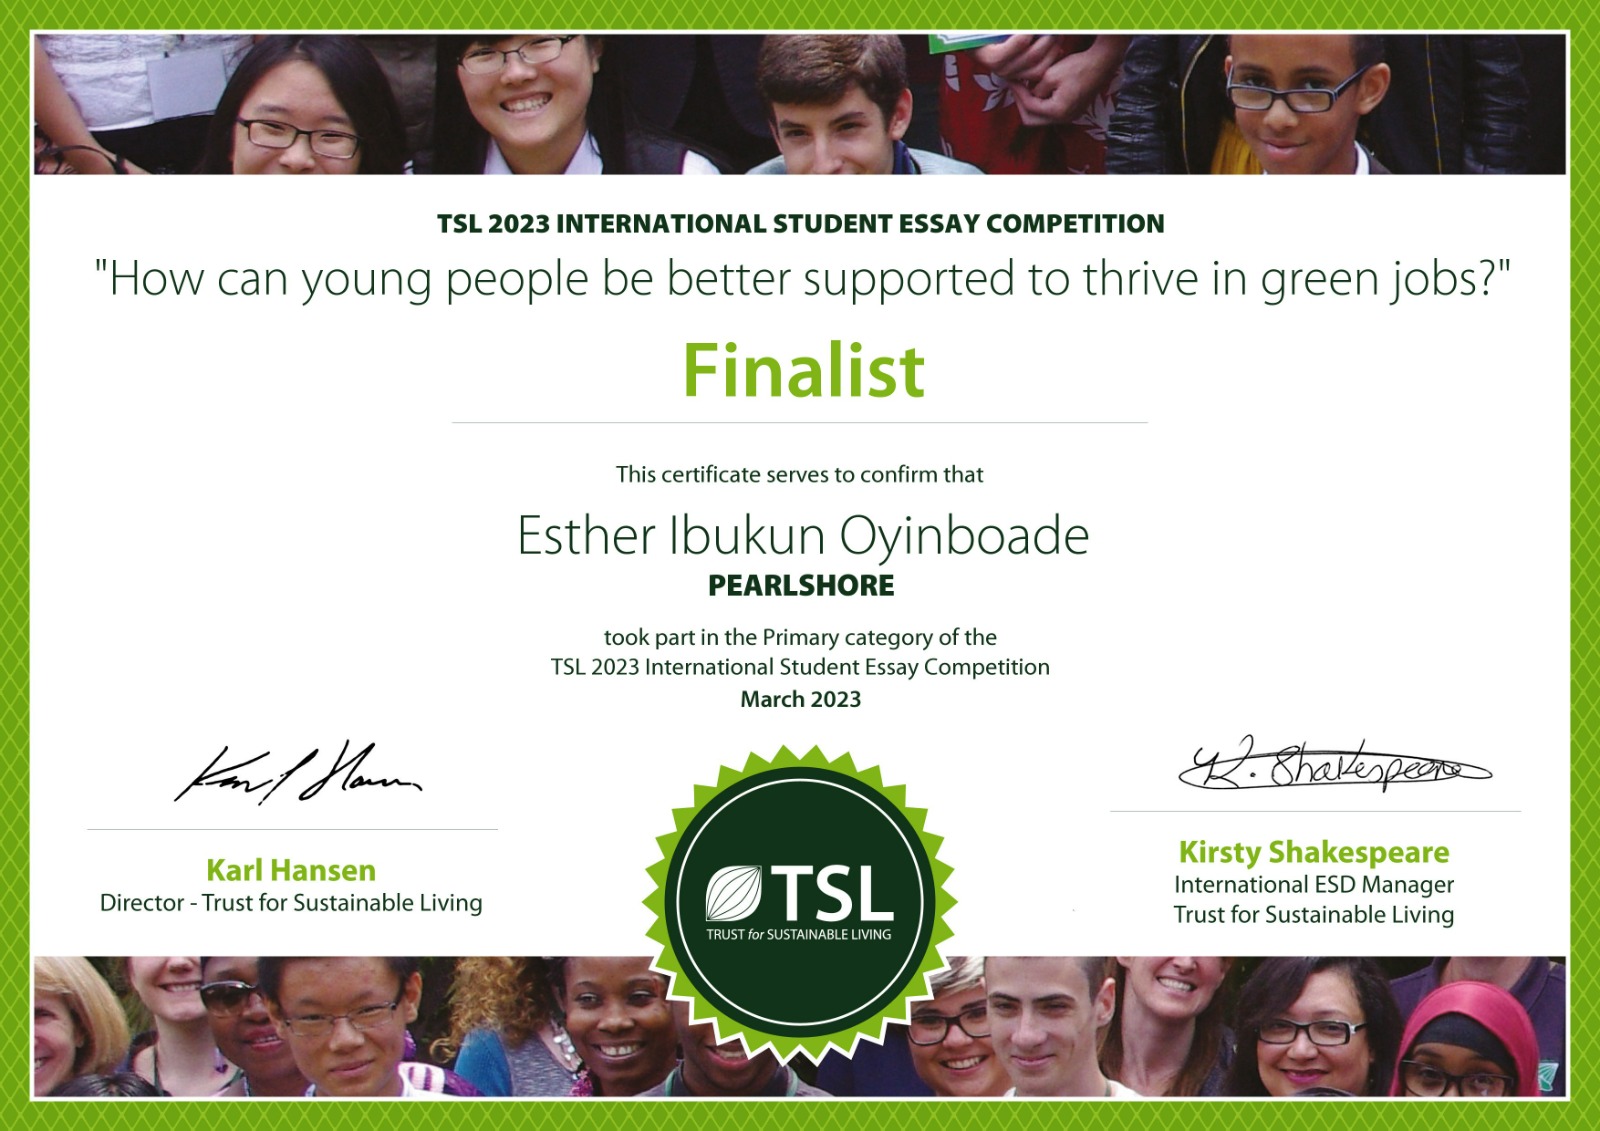 TSL 2023 INTERNATIONAL STUDENT ESSAY COMPETITION
"How can young people be better supported to thrive in green jobs?"
Finalist
This certificate serves to confirm that
Esther Ibukun Oyinboade
PEARLSHORE
took part in the Primary category of the
TSL 2023 International Student Essay Competition
March 2023
Karl Hansen
K. Shakespeare
Karl Hansen
Director - Trust for Sustainable Living
TSL
TRUST for SUSTAINABLE LIVING
Kirsty Shakespeare
International ESD Manager
Trust for Sustainable Living